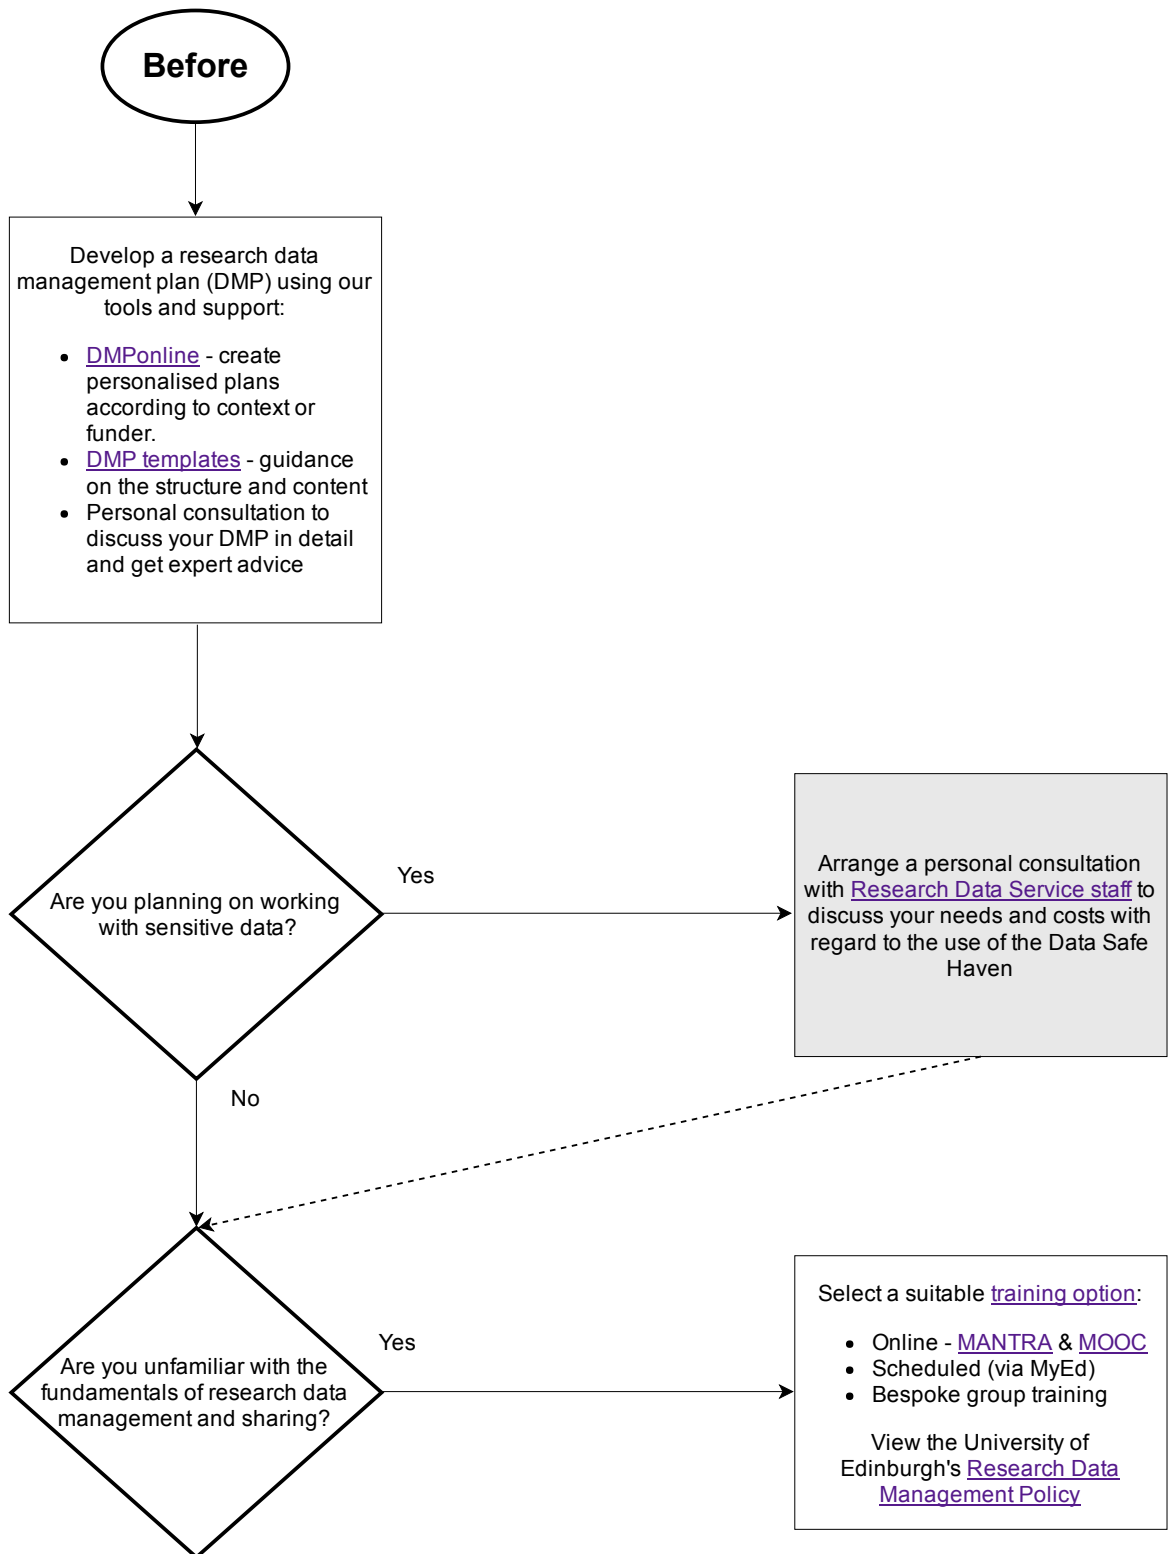 Before
Develop a research data
management plan (DMP) using our
tools and support:
• DMPonline - create
personalised plans
according to context or
funder.
• DMP templates - guidance
on the structure and content
• Personal consultation to
discuss your DMP in detail
and get expert advice
Are you planning on working
with sensitive data?
Yes
Arrange a personal consultation
with Research Data Service staff to
discuss your needs and costs with
regard to the use of the Data Safe
Haven
No
Are you unfamiliar with the
fundamentals of research data
management and sharing?
Yes
Select a suitable training option:
• Online - MANTRA & MOOC
• Scheduled (via MyEd)
• Bespoke group training
View the University of
Edinburgh's Research Data
Management Policy